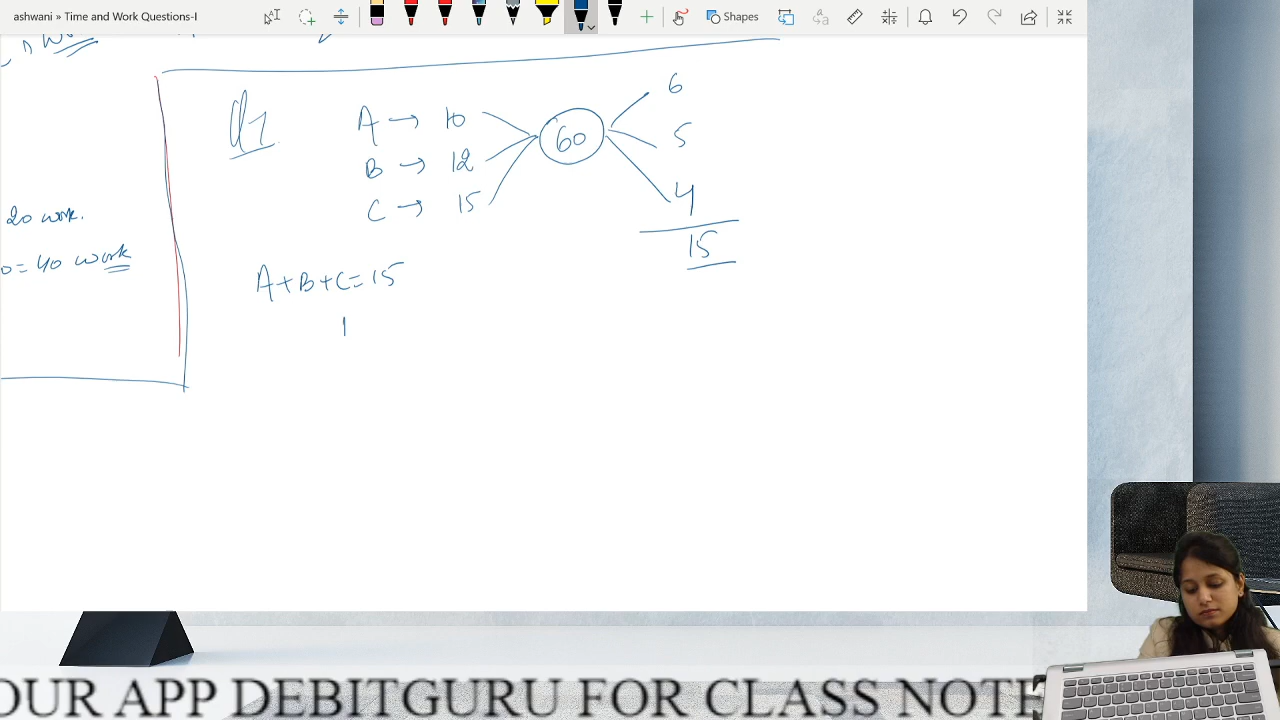 ashwani » Time and Work Questions-I
Shapes
Q1
A → 10
B → 12
C → 15
60
6
5
4
15
20 work.
0=40 work
A+B+C=15
1
OUR APP DEBITGURU FOR CLASS NOTE